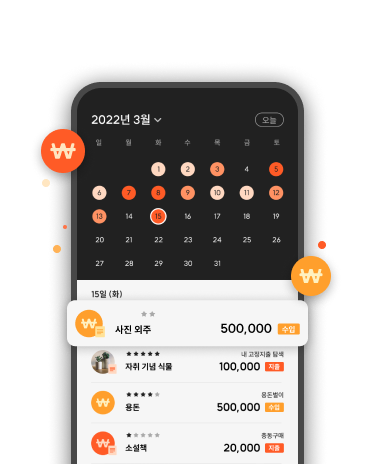 2022년 3월
오늘
일 월 화 수 목 금 토
1 2 3 4 5
6 7 8 9 10 11 12
13 14 15 16 17 18 19
20 21 22 23 24 25 26
27 28 29 30 31
15일 (화)
사진 외주 500,000 수입
내 고정지출 탐색
자취 기념 식물 100,000 지출
용돈벌이
용돈 500,000 수입
충동구매
소설책 20,000 지출